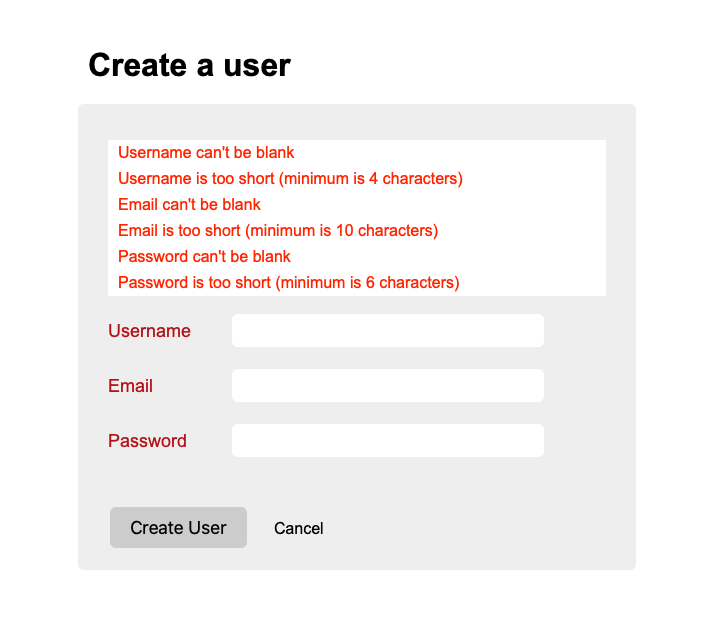 Create a user
Username can't be blank
Username is too short (minimum is 4 characters)
Email can't be blank
Email is too short (minimum is 10 characters)
Password can't be blank
Password is too short (minimum is 6 characters)
Username
Email
Password
Create User Cancel